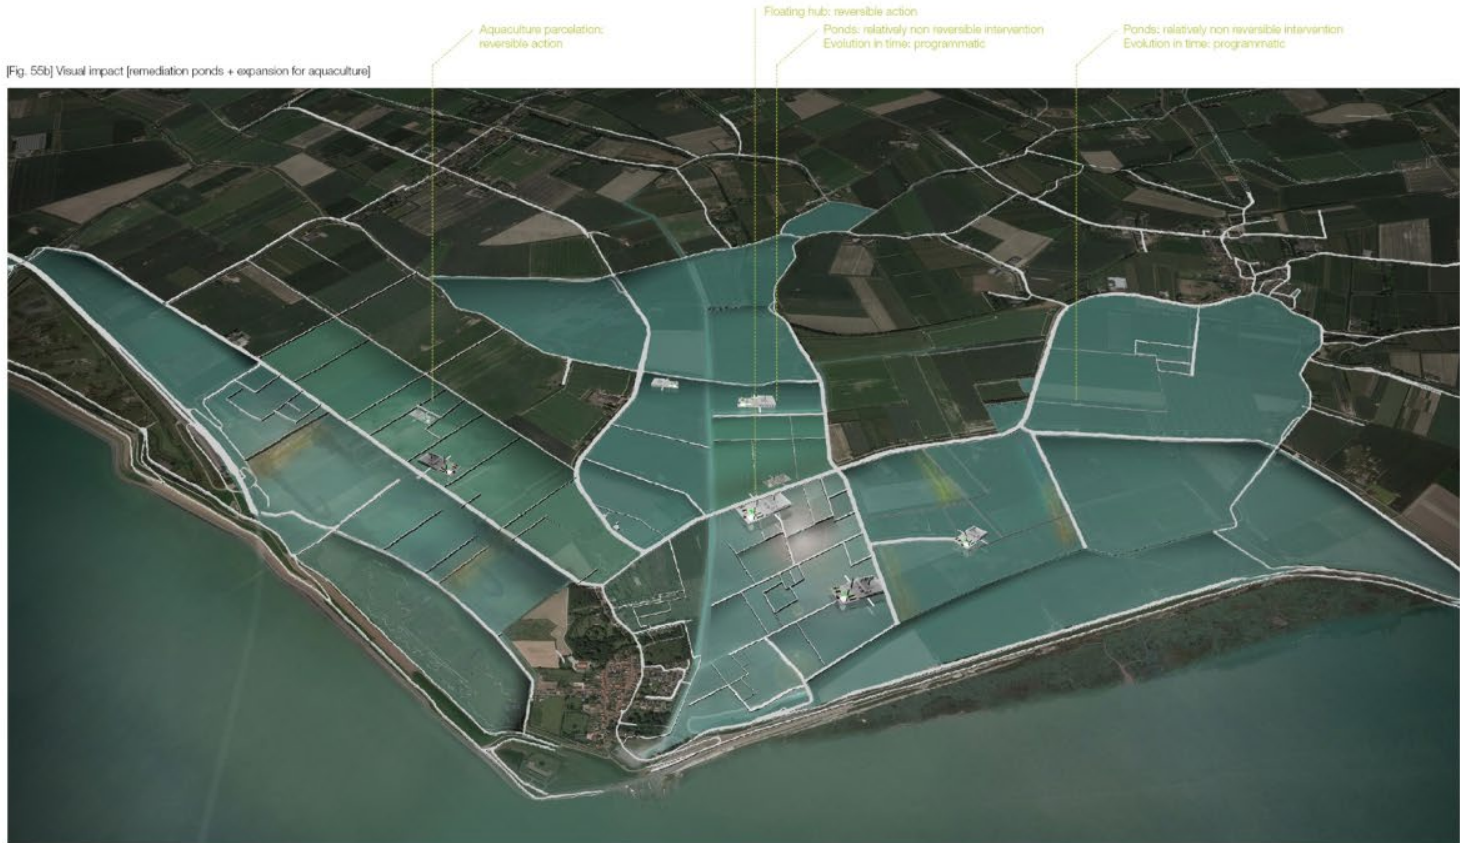 Floating hub: reversible action
Aquaculture parcelation:
reversible action
Ponds: relatively non reversible intervention
Evolution in time: programmatic
Ponds: relatively non reversible intervention
Evolution in time: programmatic
[Fig. 55b] Visual impact [remediation ponds + expansion for aquaculture]